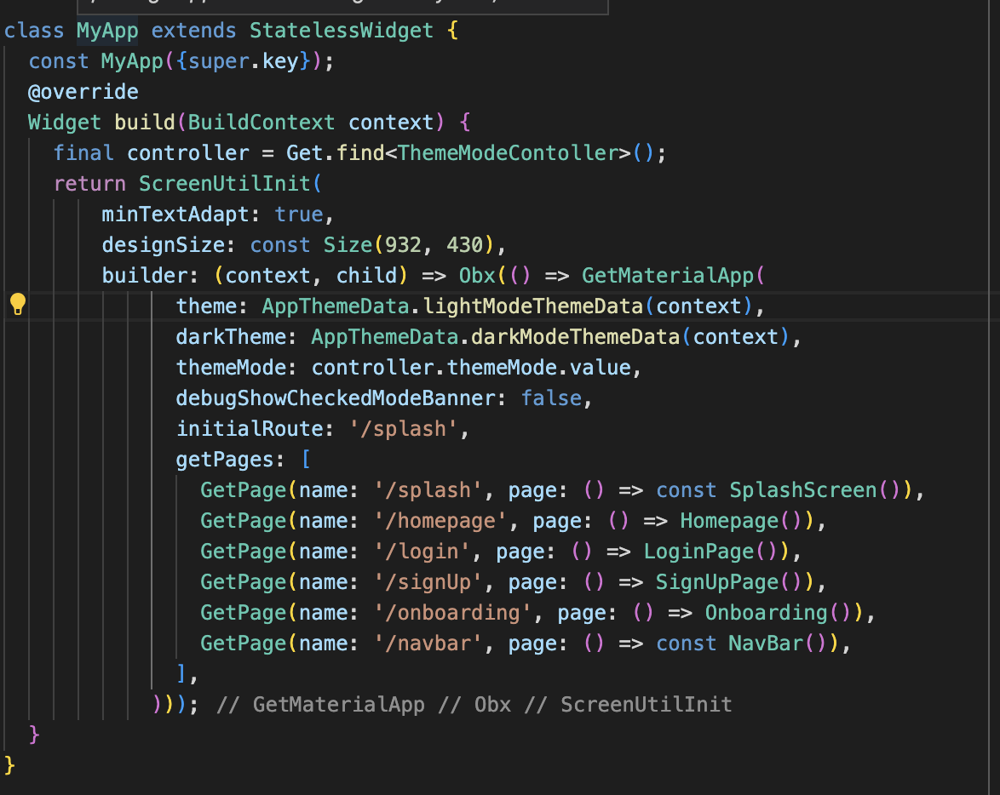 class MyApp extends StatelessWidget {
  const MyApp({super.key});
  @override
  Widget build(BuildContext context) {
    final controller = Get.find<ThemeModeContoller>();
    return ScreenUtilInit(
        minTextAdapt: true,
        designSize: const Size(932, 430),
        builder: (context, child) => Obx(() => GetMaterialApp(
              theme: AppThemeData.lightModeThemeData(context),
              darkTheme: AppThemeData.darkModeThemeData(context),
              themeMode: controller.themeMode.value,
              debugShowCheckedModeBanner: false,
              initialRoute: '/splash',
              getPages: [
                GetPage(name: '/splash', page: () => const SplashScreen()),
                GetPage(name: '/homepage', page: () => Homepage()),
                GetPage(name: '/login', page: () => LoginPage()),
                GetPage(name: '/signUp', page: () => SignUpPage()),
                GetPage(name: '/onboarding', page: () => Onboarding()),
                GetPage(name: '/navbar', page: () => const NavBar()),
              ],
            ))); // GetMaterialApp // Obx // ScreenUtilInit
  }
}